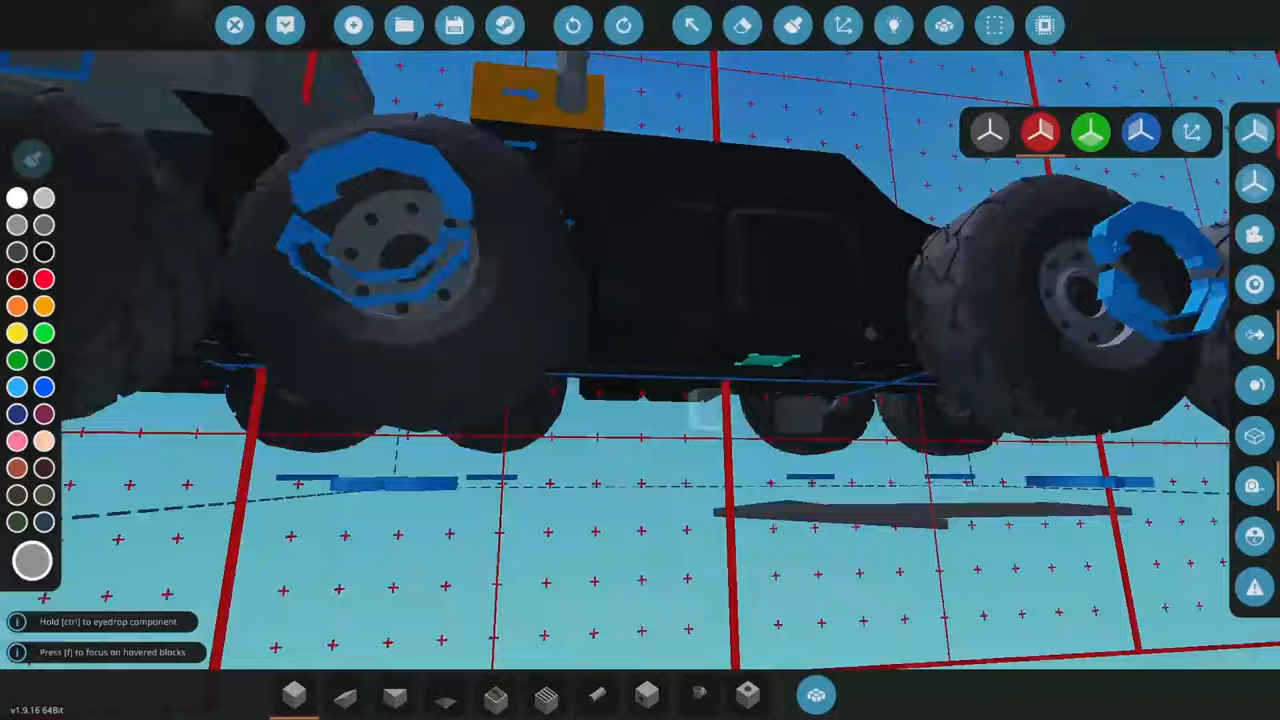 Hold [ctrl] to eyedrop component
Press [f] to focus on hovered blocks
v1.9.16 64Bit